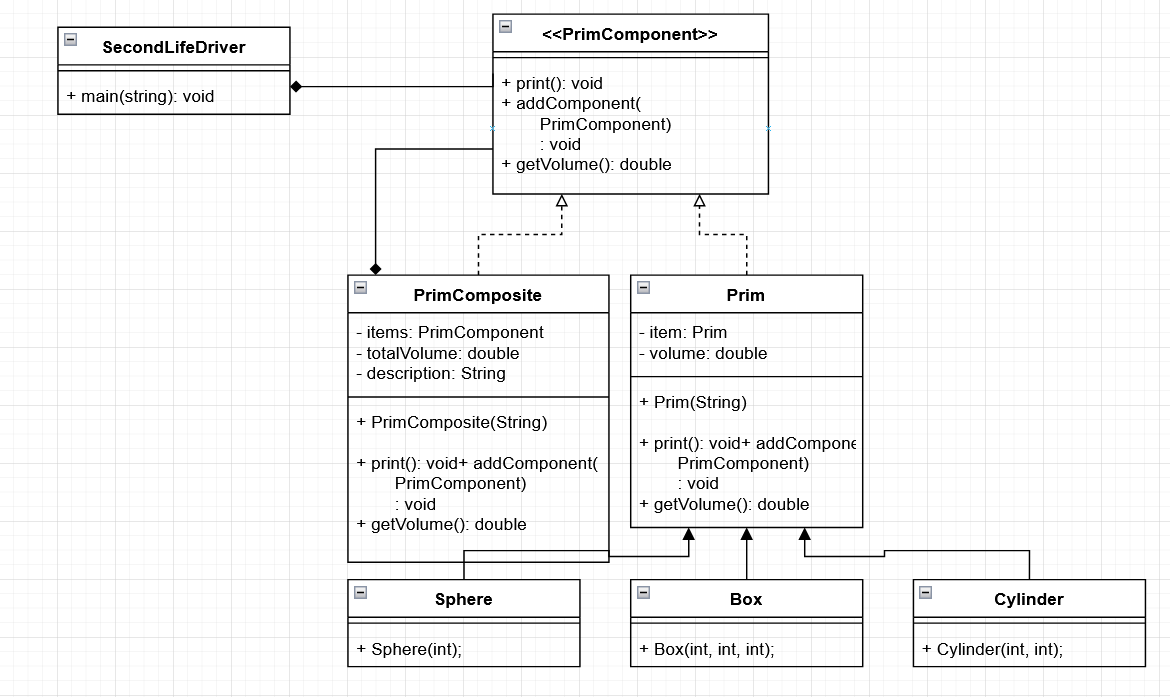 SecondLifeDriver
+ main(string): void
<<PrimComponent>>
+ print(): void
+ addComponent(
PrimComponent)
: void
+ getVolume(): double
PrimComposite
- items: PrimComponent
- totalVolume: double
- description: String
+ PrimComposite(String)
+ print(): void+ addComponent(
PrimComponent)
: void
+ getVolume(): double
Prim
- item: Prim
- volume: double
+ Prim(String)
+ print(): void+ addCompone
PrimComponent)
: void
+ getVolume(): double
Sphere
+ Sphere(int);
Box
+ Box(int, int, int);
Cylinder
+ Cylinder(int, int);